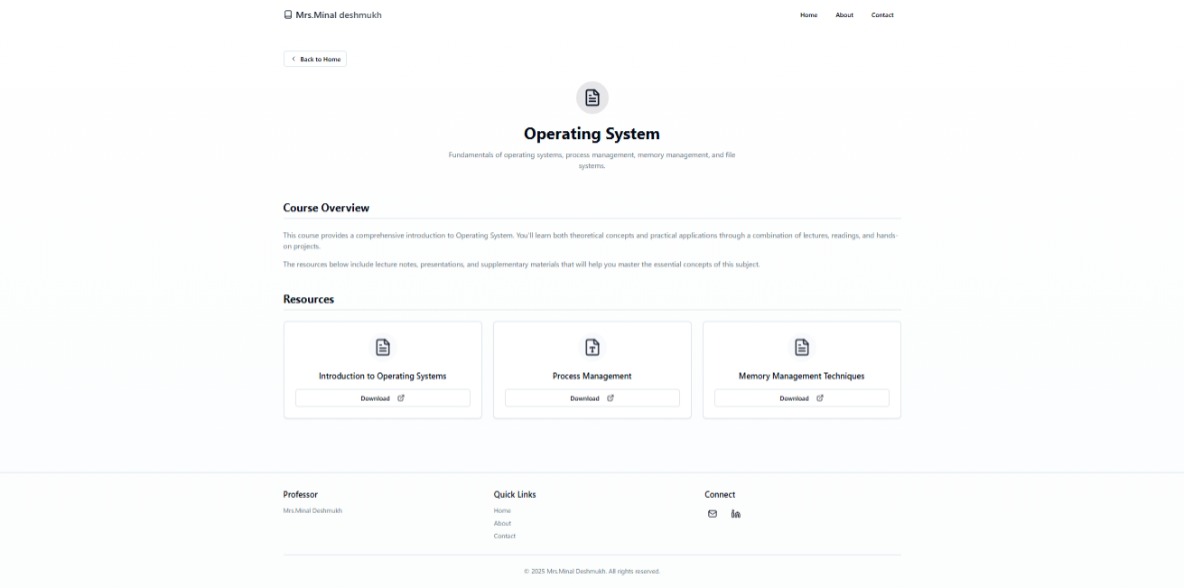 Mrs.Minal deshmukh
Home About Contact
Back to Home
Operating System
Fundamentals of operating systems, process management, memory management, and file
systems.
Course Overview
This course provides a comprehensive introduction to Operating System. You'll learn both theoretical concepts and practical applications through a combination of lectures, readings, and hands-
on projects.
The resources below include lecture notes, presentations, and supplementary materials that will help you master the essential concepts of this subject.
Resources
Introduction to Operating Systems
Download
Process Management
Download
Memory Management Techniques
Download
Professor
Mrs.Minal Deshmukh
Quick Links
Home
About
Contact
Connect
© 2025 Mrs.Minal Deshmukh. All rights reserved.